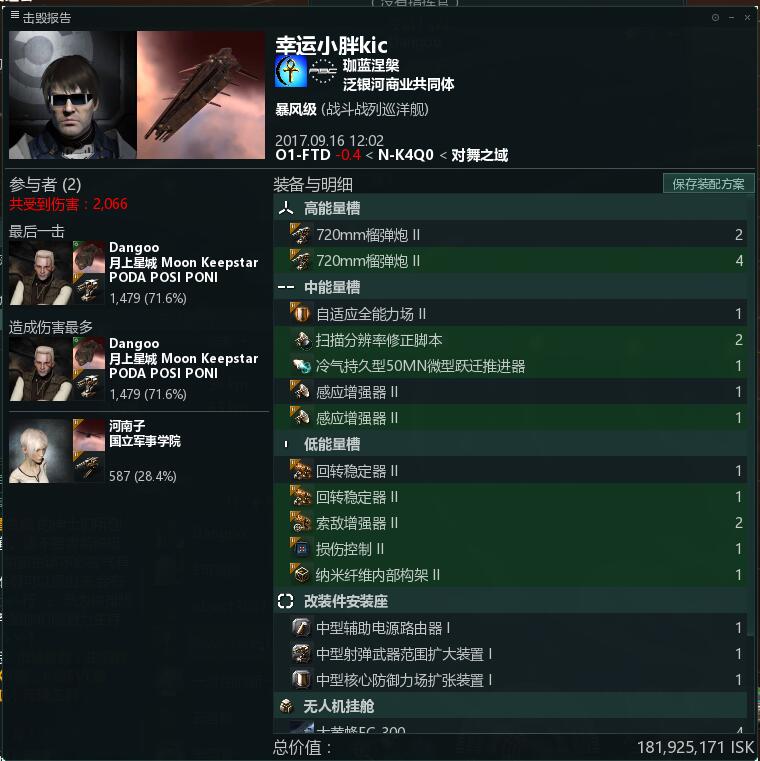 击毁报告
幸运小胖kic
珈蓝涅槃
泛银河商业共同体
暴风级 (战斗战列巡洋舰)
2017.09.16 12:02
O1-FTD -0.4 < N-K4Q0 < 对舞之域
参与者 (2)
共受到伤害：2,066
最后一击
Dangoo
月上星城 Moon Keepstar
PODA POSI PONI
1,479 (71.6%)
造成伤害最多
Dangoo
月上星城 Moon Keepstar
PODA POSI PONI
1,479 (71.6%)
河南子
国立军事学院
587 (28.4%)
装备与明细
保存装配方案
高能量槽
720mm榴弹炮 II 2
720mm榴弹炮 II 4
中能量槽
自适应全能力场 II 1
扫描分辨率修正脚本 2
冷气持久型50MN微型跃迁推进器 1
感应增强器 II 1
感应增强器 II 1
低能量槽
回转稳定器 II 1
回转稳定器 II 1
索敌增强器 II 2
损伤控制 II 1
纳米纤维内部构架 II 1
改装件安装座
中型辅助电源路由器 I 1
中型射弹武器范围扩大装置 I 1
中型核心防御力场扩张装置 I 1
无人机挂舱
大黄蜂EC-300 4
总价值： 181,925,171 ISK